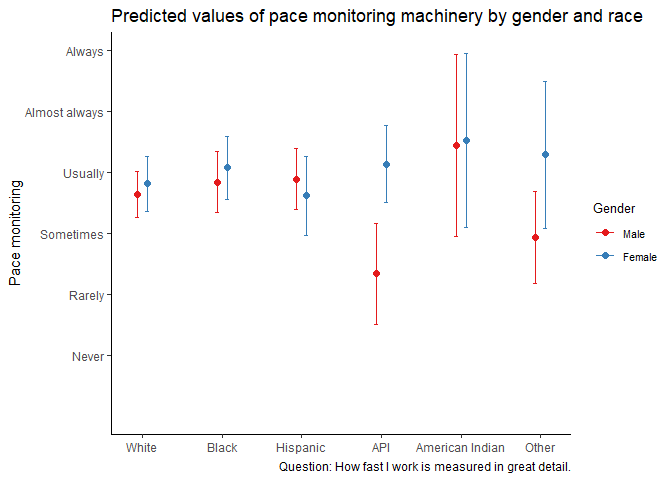 Predicted values of pace monitoring machinery by gender and race
Pace monitoring
Always
Almost always
Usually
Sometimes
Rarely
Never
White
Black
Hispanic
API
American Indian
Other
Question: How fast I work is measured in great detail.
Gender
Male
Female